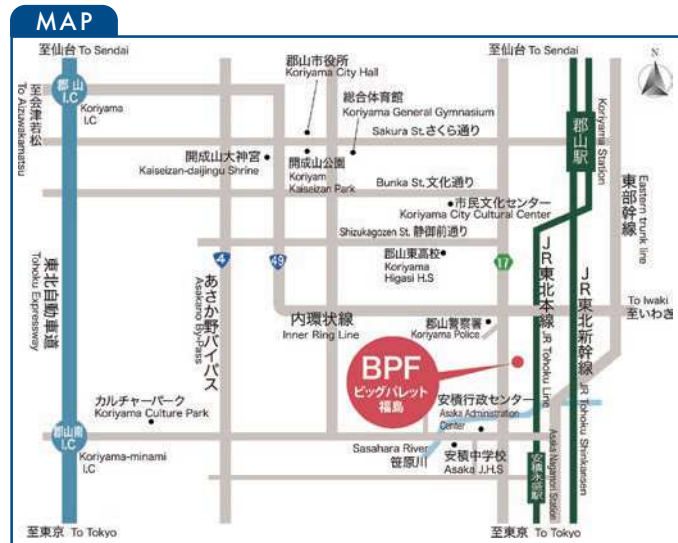 MAP
至仙台 To Sendai
至仙台 To Sendai
N
郡山
I.C
Koriyama
I.C
至会津若松
To Aizuwakamatsu
郡山市役所
Koriyama City Hall
総合体育館
Koriyama General Gymnasium
Sakura St. さくら通り
郡山駅
Koriyama Station
開成山大神宮
Kaiseizan-daijingu Shrine
開成山公園
Koriyam
Kaiseizan Park
Bunka St. 文化通り
市民文化センター
Koriyama City Cultural Center
東部幹線
Eastern trunk line
Shizukagozen St. 静御前通り
郡山東高校
Koriyama
Higasi H.S
4
49
17
東北自動車道
Tohoku Expressway
あさか野バイパス
Asakano By-Pass
内環状線
Inner Ring Line
郡山警察署
Koriyama Police
JR東北本線
JR Tohoku Line
JR東北新幹線
JR Tohoku Shinkansen
To Iwaki
至いわき
BPF
ビッグパレット
福島
カルチャーパーク
Koriyama Culture Park
安積行政センター
Asaka Administration
Center
郡山南
I.C
Koriyama-minami
I.C
Sasahara River
笹原川
安積中学校
Asaka J.H.S
安積永盛駅
Asaka Nagamori Station
至東京 To Tokyo
至東京 To Tokyo